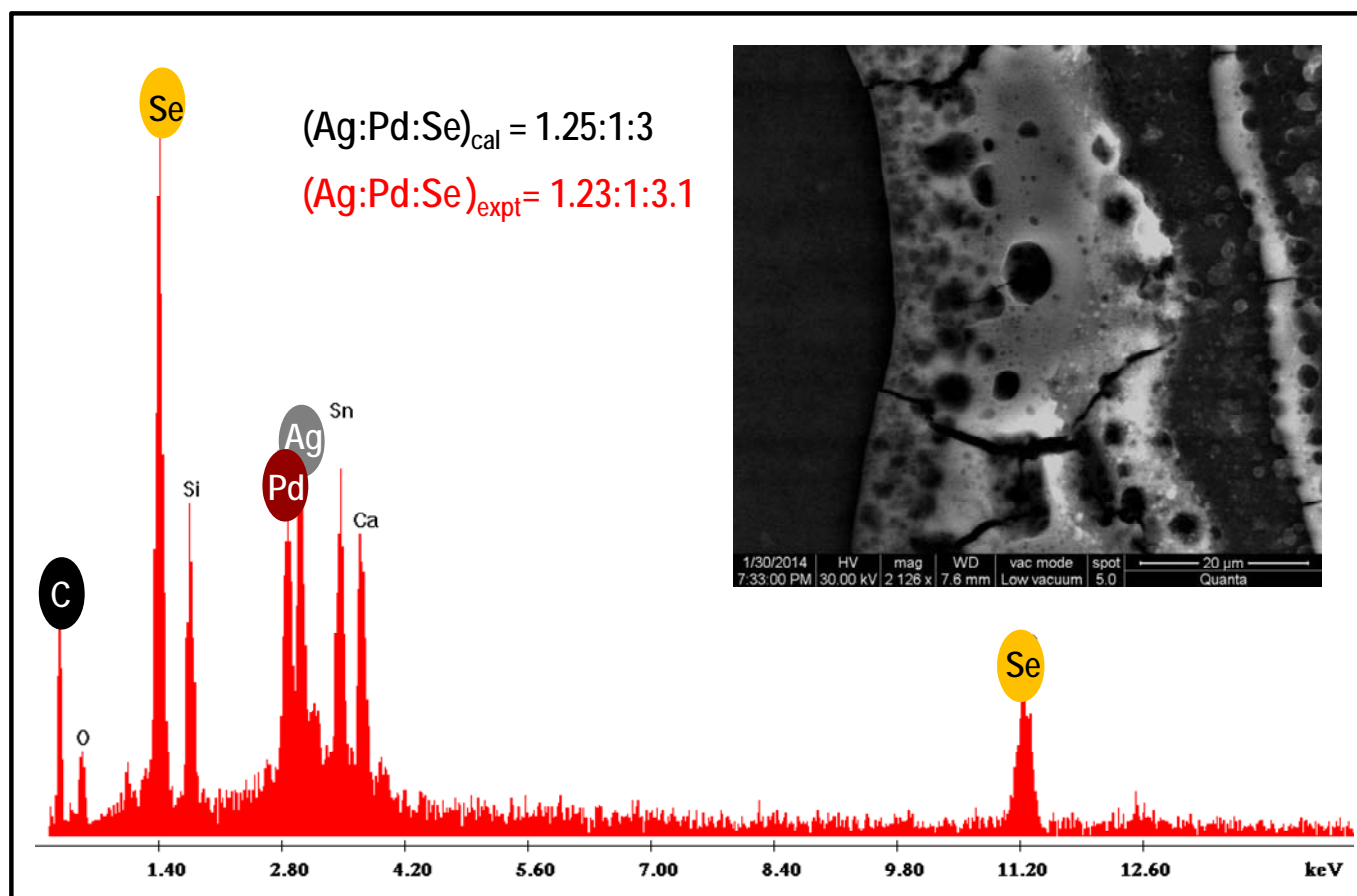 Se
(Ag:Pd:Se)cal = 1.25:1:3
(Ag:Pd:Se)expt= 1.23:1:3.1
Sn
Ag
Pd
Si
Ca
C
O
Se
1/30/2014 HV mag WD vac mode spot 20 µm
7:33:00 PM 30.00 kV 2 126 x 7.6 mm Low vacuum 5.0 Quanta
1.40 2.80 4.20 5.60 7.00 8.40 9.80 11.20 12.60 keV